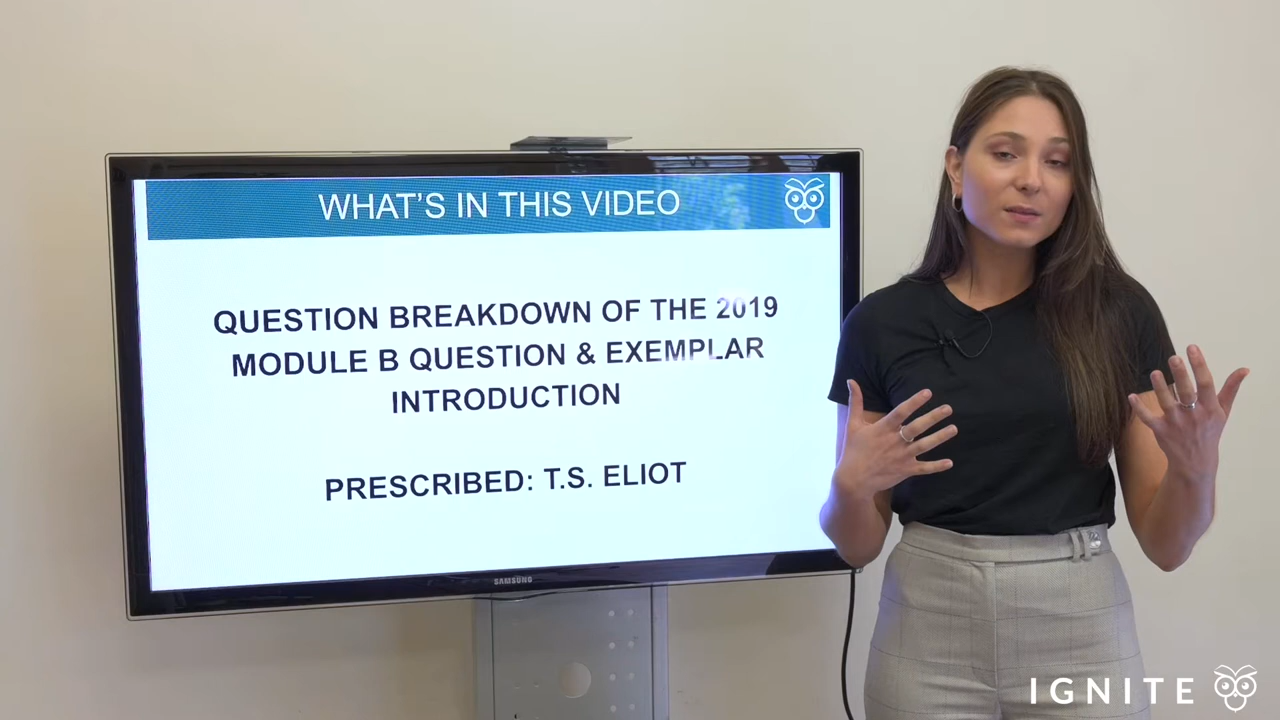 WHAT'S IN THIS VIDEO
QUESTION BREAKDOWN OF THE 2019
MODULE B QUESTION & EXEMPLAR
INTRODUCTION
PRESCRIBED: T.S. ELIOT
SAMSUNG
IGNITE